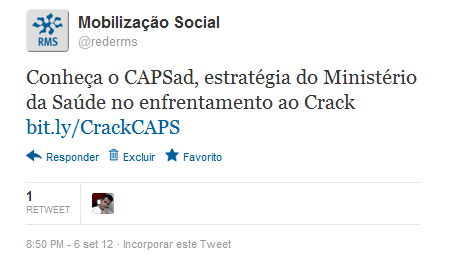 Mobilização Social
@rederms
RMS
Conheça o CAPSad, estratégia do Ministério
da Saúde no enfrentamento ao Crack
bit.ly/CrackCAPS
Responder Excluir Favorito
1
RETWEET
8:50 PM - 6 set 12 · Incorporar este Tweet